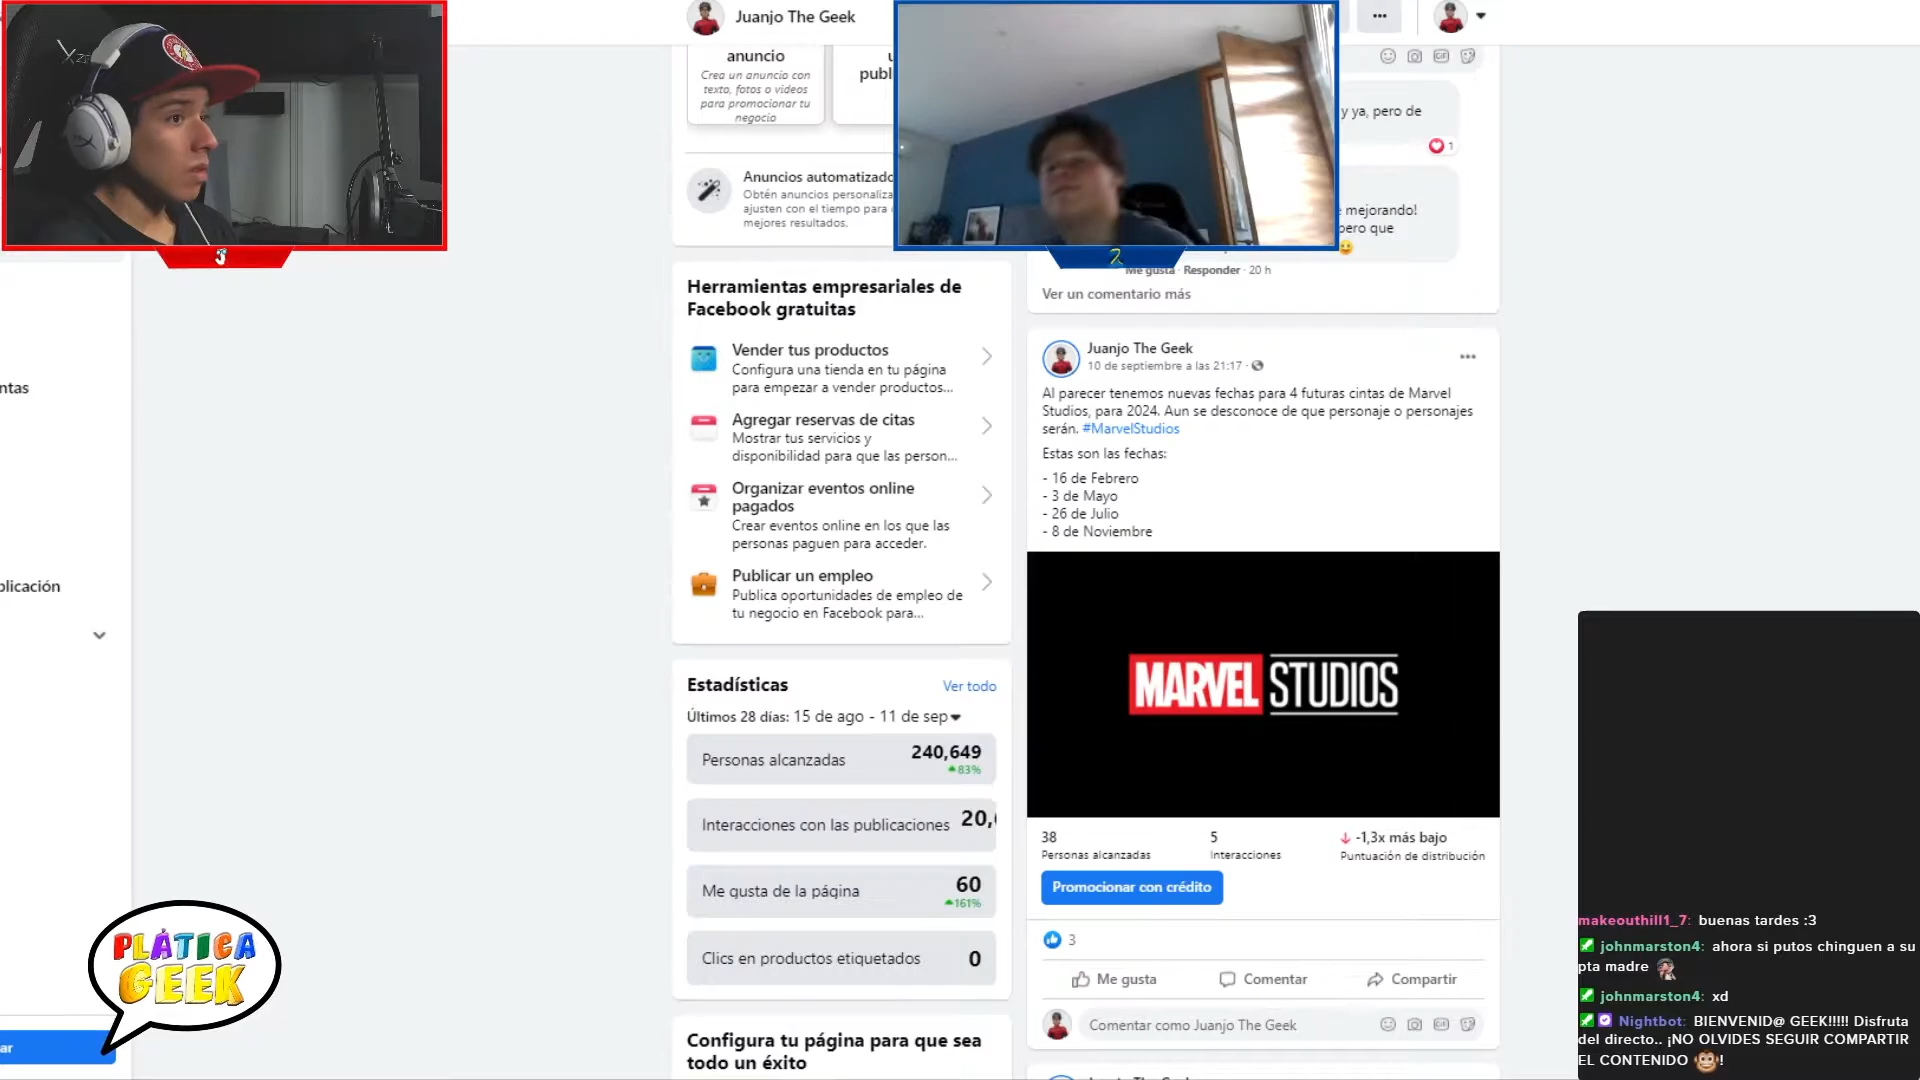 Juanjo The Geek
anuncio
Crea un anuncio con
texto, fotos o videos
para promocionar tu
negocio
Anuncios automatizado
Obtén anuncios personaliza
ajusten con el tiempo para
mejores resultados.
Herramientas empresariales de
Facebook gratuitas
Vender tus productos
Configura una tienda en tu página
para empezar a vender productos...
Agregar reservas de citas
Mostrar tus servicios y
disponibilidad para que las person...
Organizar eventos online
pagados
Crear eventos online en los que las
personas paguen para acceder.
Publicar un empleo
Publica oportunidades de empleo de
tu negocio en Facebook para...
Estadísticas
Ver todo
Últimos 28 días: 15 de ago - 11 de sep
Personas alcanzadas 240,649
83%
Interacciones con las publicaciones 20,
Me gusta de la página 60
161%
Clics en productos etiquetados 0
Configura tu página para que sea
todo un éxito
y ya, pero de
1
mejorando!
pero que
Me gusta · Responder · 20 h
Ver un comentario más
Juanjo The Geek
10 de septiembre a las 21:17 ·
Al parecer tenemos nuevas fechas para 4 futuras cintas de Marvel
Studios, para 2024. Aun se desconoce de que personaje o personajes
serán. #MarvelStudios
Estas son las fechas:
- 16 de Febrero
- 3 de Mayo
- 26 de Julio
- 8 de Noviembre
MARVEL STUDIOS
38
Personas alcanzadas
5
Interacciones
-1,3x más bajo
Puntuación de distribución
Promocionar con crédito
3
Me gusta
Comentar
Compartir
Comentar como Juanjo The Geek
ntas
plicación
ar
PLÁTICA
GEEK
makeouthill1_7: buenas tardes :3
johnmarston4: ahora si putos chinguen a su
pta madre
johnmarston4: xd
Nightbot: BIENVENID@ GEEK!!!!! Disfruta
del directo.. ¡NO OLVIDES SEGUIR COMPARTIR
EL CONTENIDO !